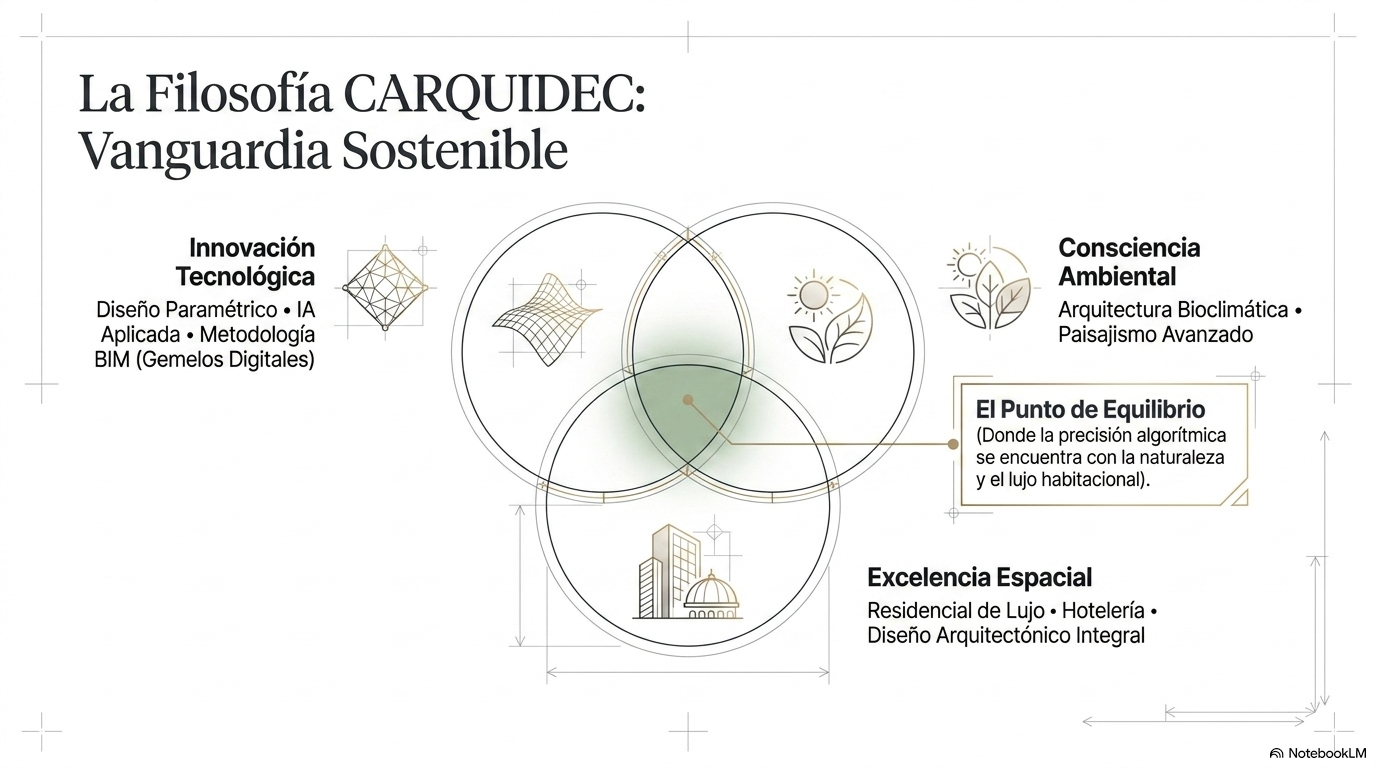 La Filosofía CARQUIDEC:
Vanguardia Sostenible
Innovación
Tecnológica
Diseño Paramétrico • IA
Aplicada • Metodología
BIM (Gemelos Digitales)
Consciencia
Ambiental
Arquitectura Bioclimática •
Paisajismo Avanzado
El Punto de Equilibrio
(Donde la precisión algorítmica
se encuentra con la naturaleza
y el lujo habitacional).
Excelencia Espacial
Residencial de Lujo • Hotelería •
Diseño Arquitectónico Integral
NotebookLM